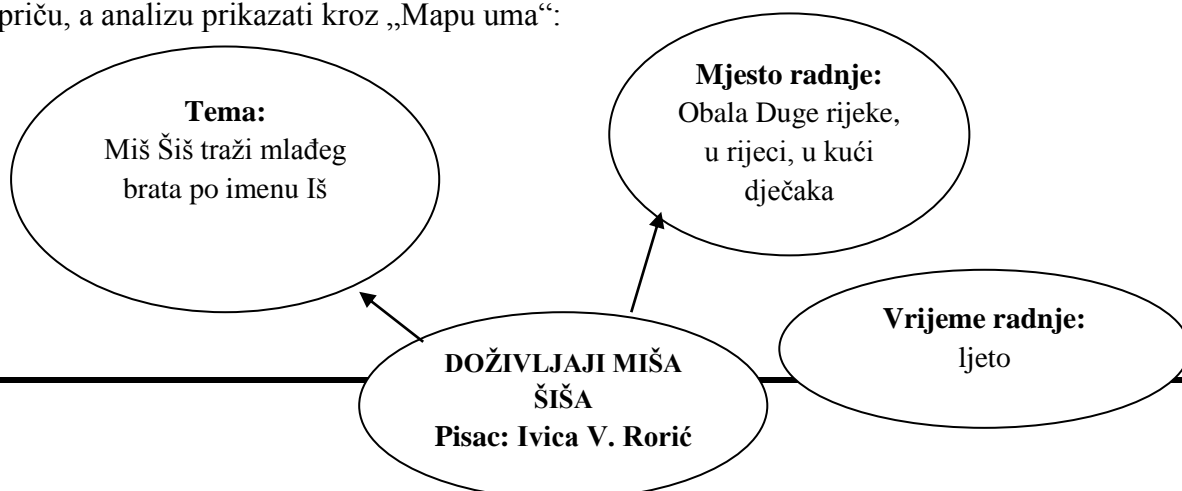 priču, a analizu prikazati kroz „Mapu uma“:
Tema:
Miš Šiš traži mlađeg
brata po imenu Iš
Mjesto radnje:
Obala Duge rijeke,
u rijeci, u kući
dječaka
Vrijeme radnje:
ljeto
DOŽIVLJAJI MIŠA
ŠIŠA
Pisac: Ivica V. Rorić